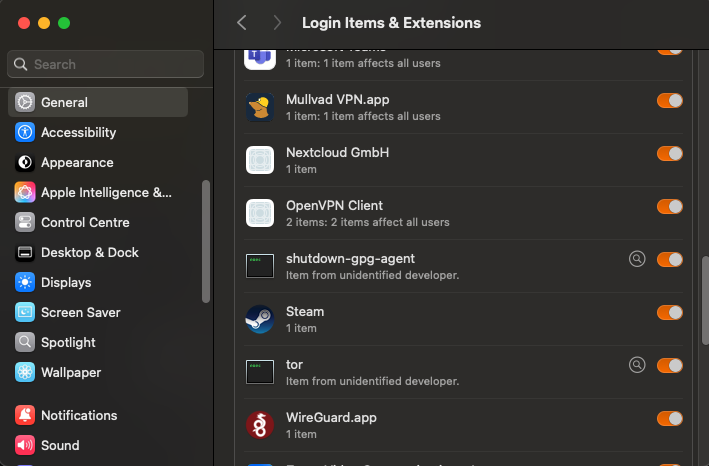 Login Items & Extensions
Search
General
Accessibility
Appearance
Apple Intelligence &...
Control Centre
Desktop & Dock
Displays
Screen Saver
Spotlight
Wallpaper
Notifications
Sound
Microsoft Teams
1 item: 1 item affects all users
Mullvad VPN.app
1 item: 1 item affects all users
Nextcloud GmbH
1 item
OpenVPN Client
2 items: 2 items affect all users
shutdown-gpg-agent
Item from unidentified developer.
Steam
1 item
tor
Item from unidentified developer.
WireGuard.app
1 item